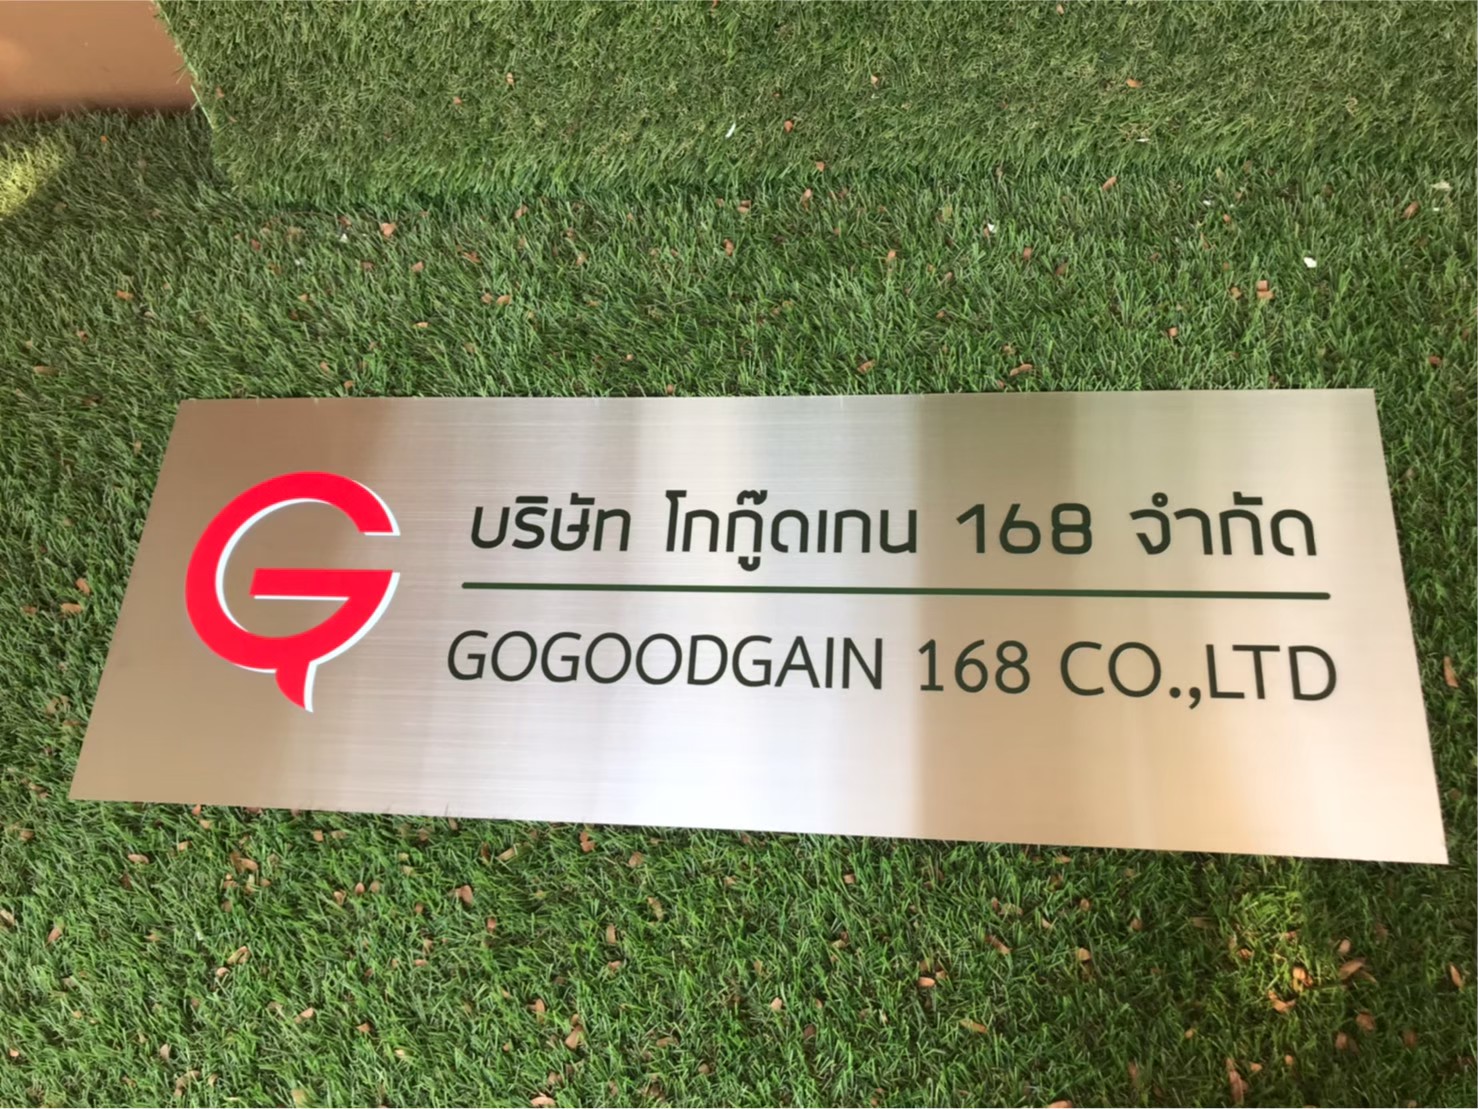 บริษัท โกกู๊ดเกน 168 จำกัด
GOGOODGAIN 168 CO.,LTD